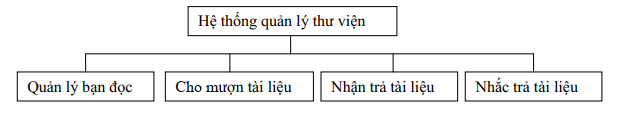 Hệ thống quản lý thư viện
Quản lý bạn đọc
Cho mượn tài liệu
Nhận trả tài liệu
Nhắc trả tài liệu